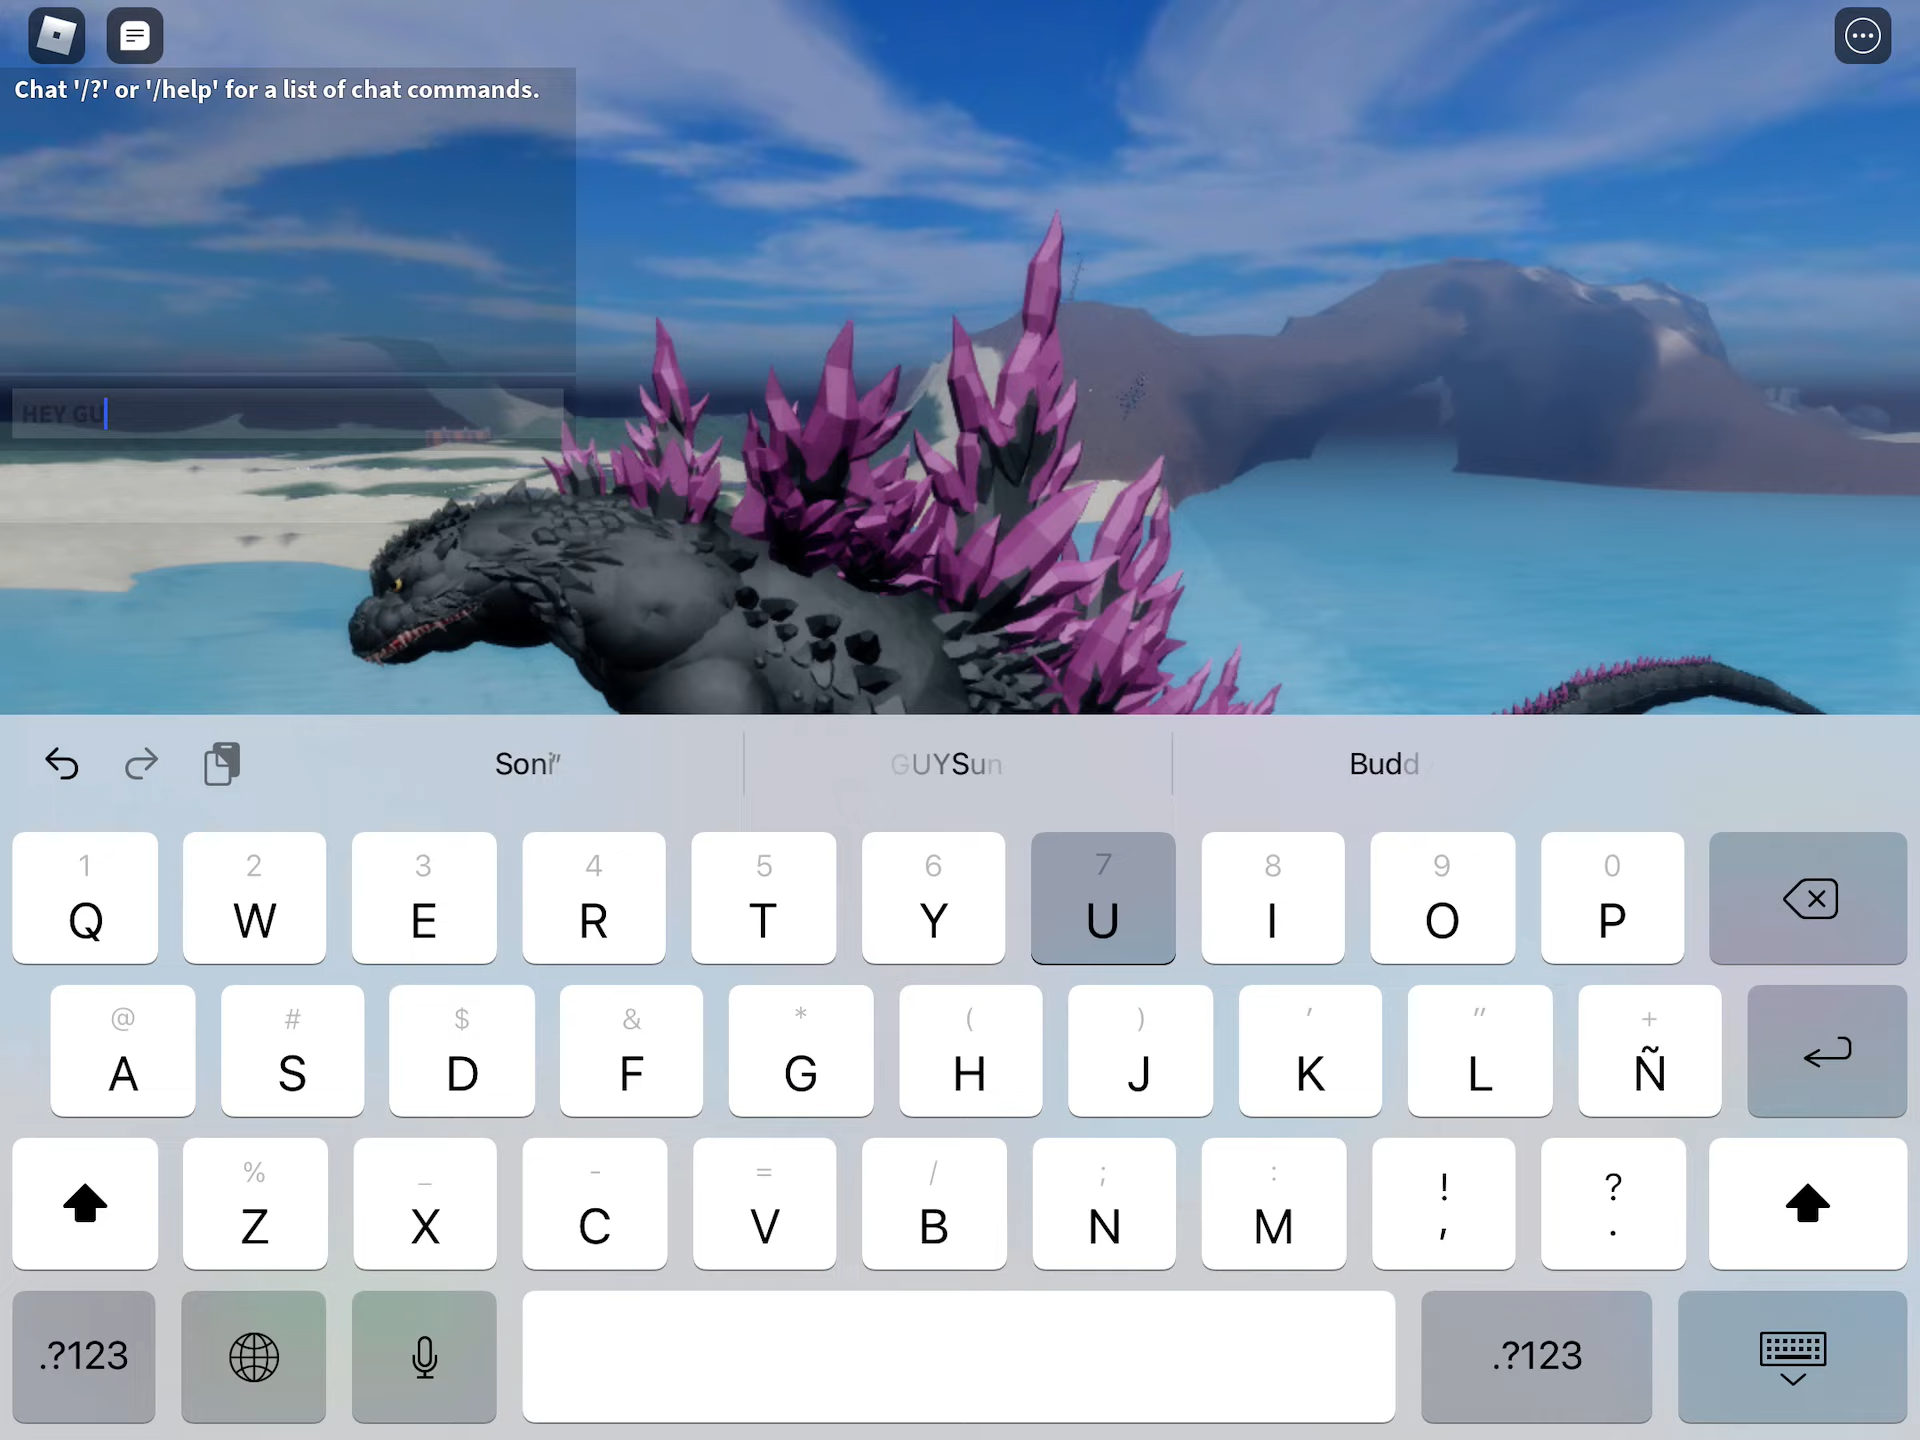 Chat '/?' or '/help' for a list of chat commands.
HEY GU
Soni" GUYSun Budd
1 2 3 4 5 6 7 8 9 0
Q W E R T Y U I O P
@ # $ & * ( ) ' " +
A S D F G H J K L Ñ
% _ - = / ; : ! ?
Z X C V B N M , .
.?123 .?123